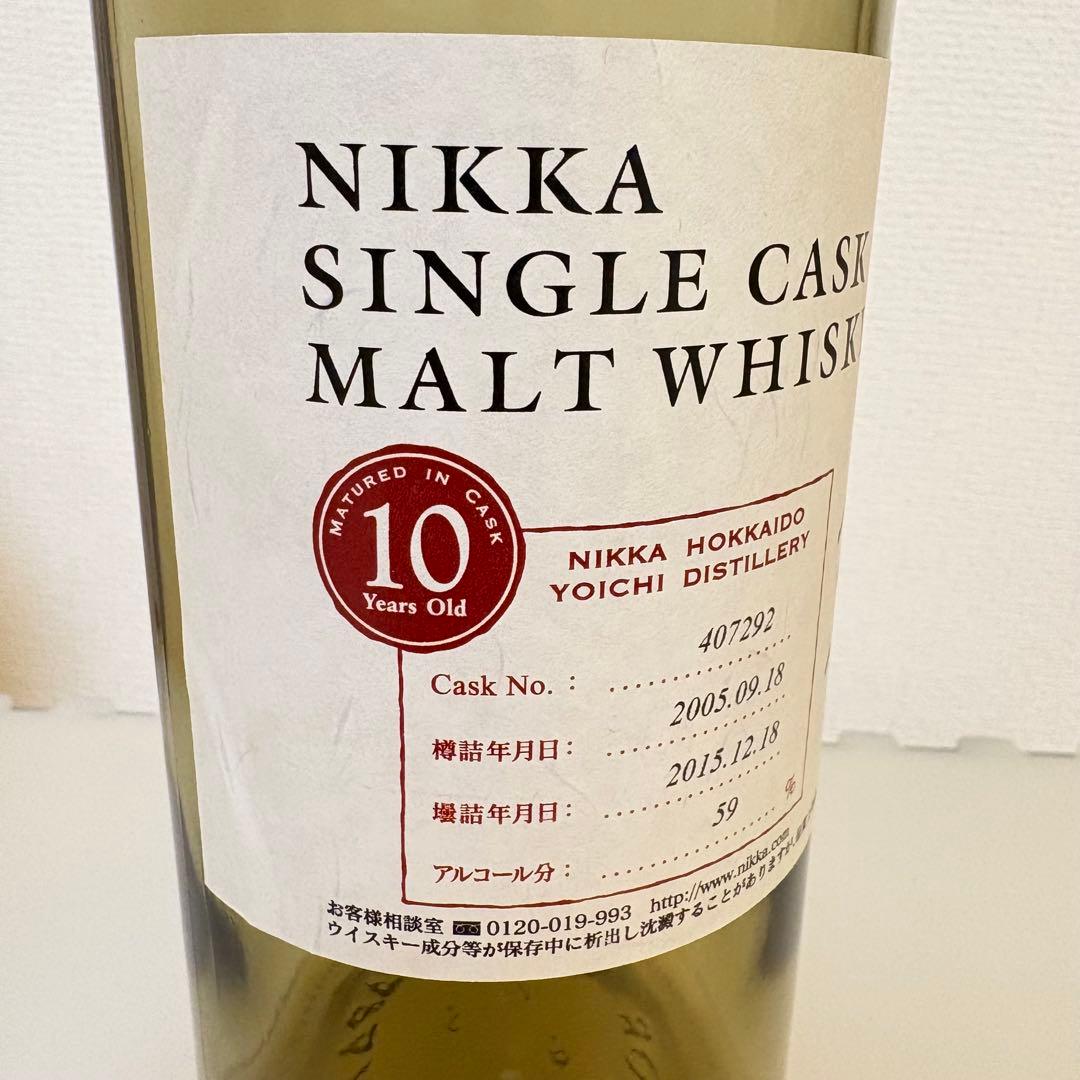 NIKKA
SINGLE CASK
MALT WHISK
MATURED IN CASK
10
Years Old
NIKKA HOKKAIDO
YOICHI DISTILLERY
Cask No. : 407292
樽詰年月日: 2005.09.18
壜詰年月日: 2015.12.18
アルコール分: 59 %
お客様相談室 0120-019-993 http://www.nikka.com
ウイスキー成分等が保存中に析出し沈澱することがありますが、